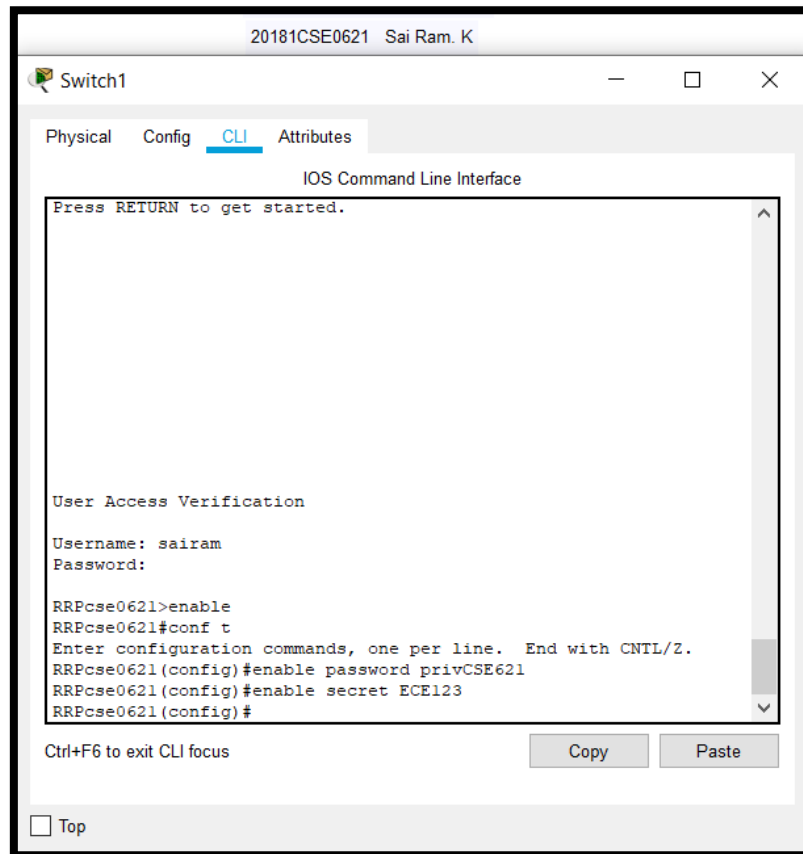 20181CSE0621 Sai Ram. K
Switch1
Physical Config CLI Attributes
IOS Command Line Interface
Press RETURN to get started.
User Access Verification
Username: sairam
Password:
RRPcse0621>enable
RRPcse0621#conf t
Enter configuration commands, one per line.  End with CNTL/Z.
RRPcse0621(config)#enable password privCSE621
RRPcse0621(config)#enable secret ECE123
RRPcse0621(config)#
Ctrl+F6 to exit CLI focus
Copy Paste
Top